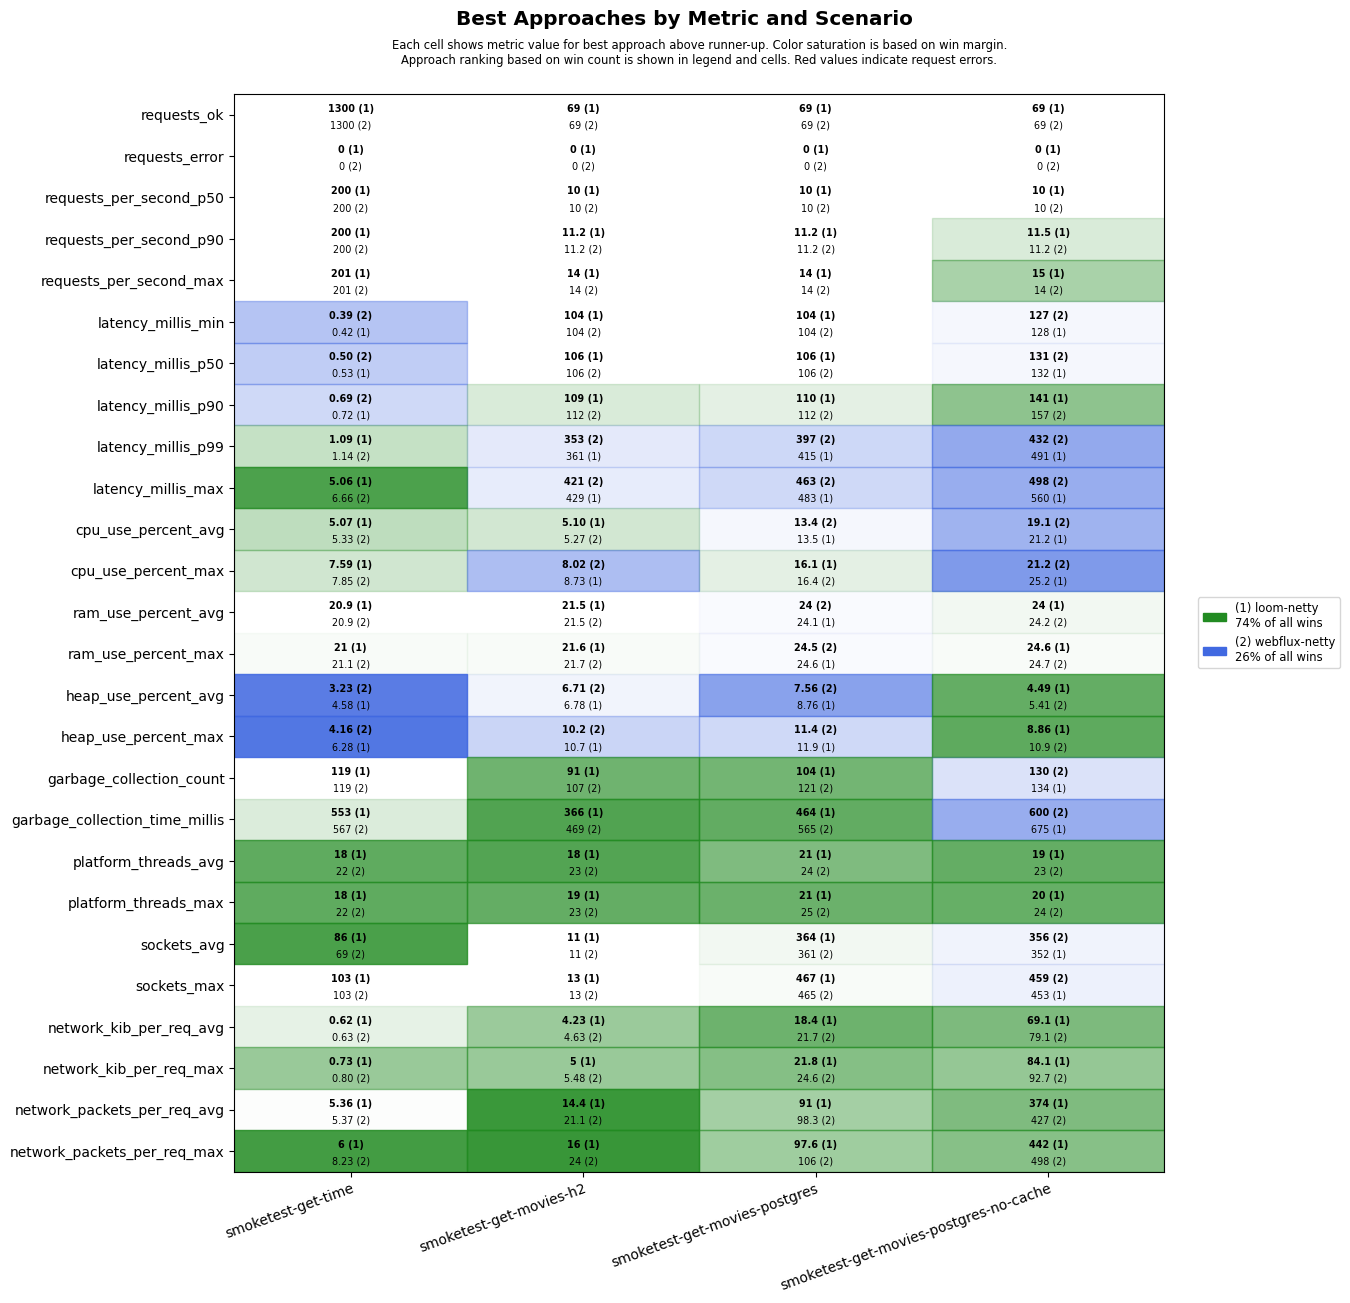 Best Approaches by Metric and Scenario
Each cell shows metric value for best approach above runner-up. Color saturation is based on win margin.
Approach ranking based on win count is shown in legend and cells. Red values indicate request errors.
requests_ok
1300 (1) 69 (1) 69 (1) 69 (1)
1300 (2) 69 (2) 69 (2) 69 (2)
requests_error
0 (1) 0 (1) 0 (1) 0 (1)
0 (2) 0 (2) 0 (2) 0 (2)
requests_per_second_p50
200 (1) 10 (1) 10 (1) 10 (1)
200 (2) 10 (2) 10 (2) 10 (2)
requests_per_second_p90
200 (1) 11.2 (1) 11.2 (1) 11.5 (1)
200 (2) 11.2 (2) 11.2 (2) 11.2 (2)
requests_per_second_max
201 (1) 14 (1) 14 (1) 15 (1)
201 (2) 14 (2) 14 (2) 14 (2)
latency_millis_min
0.39 (2) 104 (1) 104 (1) 127 (2)
0.42 (1) 104 (2) 104 (2) 128 (1)
latency_millis_p50
0.50 (2) 106 (1) 106 (1) 131 (2)
0.53 (1) 106 (2) 106 (2) 132 (1)
latency_millis_p90
0.69 (2) 109 (1) 110 (1) 141 (1)
0.72 (1) 112 (2) 112 (2) 157 (2)
latency_millis_p99
1.09 (1) 353 (2) 397 (2) 432 (2)
1.14 (2) 361 (1) 415 (1) 491 (1)
latency_millis_max
5.06 (1) 421 (2) 463 (2) 498 (2)
6.66 (2) 429 (1) 483 (1) 560 (1)
cpu_use_percent_avg
5.07 (1) 5.10 (1) 13.4 (2) 19.1 (2)
5.33 (2) 5.27 (2) 13.5 (1) 21.2 (1)
cpu_use_percent_max
7.59 (1) 8.02 (2) 16.1 (1) 21.2 (2)
7.85 (2) 8.73 (1) 16.4 (2) 25.2 (1)
ram_use_percent_avg
20.9 (1) 21.5 (1) 24 (2) 24 (1)
20.9 (2) 21.5 (2) 24.1 (1) 24.2 (2)
ram_use_percent_max
21 (1) 21.6 (1) 24.5 (2) 24.6 (1)
21.1 (2) 21.7 (2) 24.6 (1) 24.7 (2)
heap_use_percent_avg
3.23 (2) 6.71 (2) 7.56 (2) 4.49 (1)
4.58 (1) 6.78 (1) 8.76 (1) 5.41 (2)
heap_use_percent_max
4.16 (2) 10.2 (2) 11.4 (2) 8.86 (1)
6.28 (1) 10.7 (1) 11.9 (1) 10.9 (2)
garbage_collection_count
119 (1) 91 (1) 104 (1) 130 (2)
119 (2) 107 (2) 121 (2) 134 (1)
garbage_collection_time_millis
553 (1) 366 (1) 464 (1) 600 (2)
567 (2) 469 (2) 565 (2) 675 (1)
platform_threads_avg
18 (1) 18 (1) 21 (1) 19 (1)
22 (2) 23 (2) 24 (2) 23 (2)
platform_threads_max
18 (1) 19 (1) 21 (1) 20 (1)
22 (2) 23 (2) 25 (2) 24 (2)
sockets_avg
86 (1) 11 (1) 364 (1) 356 (2)
69 (2) 11 (2) 361 (2) 352 (1)
sockets_max
103 (1) 13 (1) 467 (1) 459 (2)
103 (2) 13 (2) 465 (2) 453 (1)
network_kib_per_req_avg
0.62 (1) 4.23 (1) 18.4 (1) 69.1 (1)
0.63 (2) 4.63 (2) 21.7 (2) 79.1 (2)
network_kib_per_req_max
0.73 (1) 5 (1) 21.8 (1) 84.1 (1)
0.80 (2) 5.48 (2) 24.6 (2) 92.7 (2)
network_packets_per_req_avg
5.36 (1) 14.4 (1) 91 (1) 374 (1)
5.37 (2) 21.1 (2) 98.3 (2) 427 (2)
network_packets_per_req_max
6 (1) 16 (1) 97.6 (1) 442 (1)
8.23 (2) 24 (2) 106 (2) 498 (2)
smoketest-get-time
smoketest-get-movies-h2
smoketest-get-movies-postgres
smoketest-get-movies-postgres-no-cache
(1) loom-netty
74% of all wins
(2) webflux-netty
26% of all wins